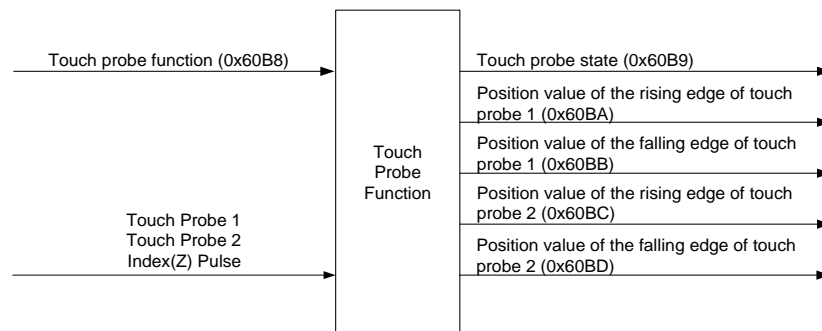 Touch probe function (0x60B8)
Touch Probe 1
Touch Probe 2
Index(Z) Pulse
Touch
Probe
Function
Touch probe state (0x60B9)
Position value of the rising edge of touch
probe 1 (0x60BA)
Position value of the falling edge of touch
probe 1 (0x60BB)
Position value of the rising edge of touch
probe 2 (0x60BC)
Position value of the falling edge of touch
probe 2 (0x60BD)